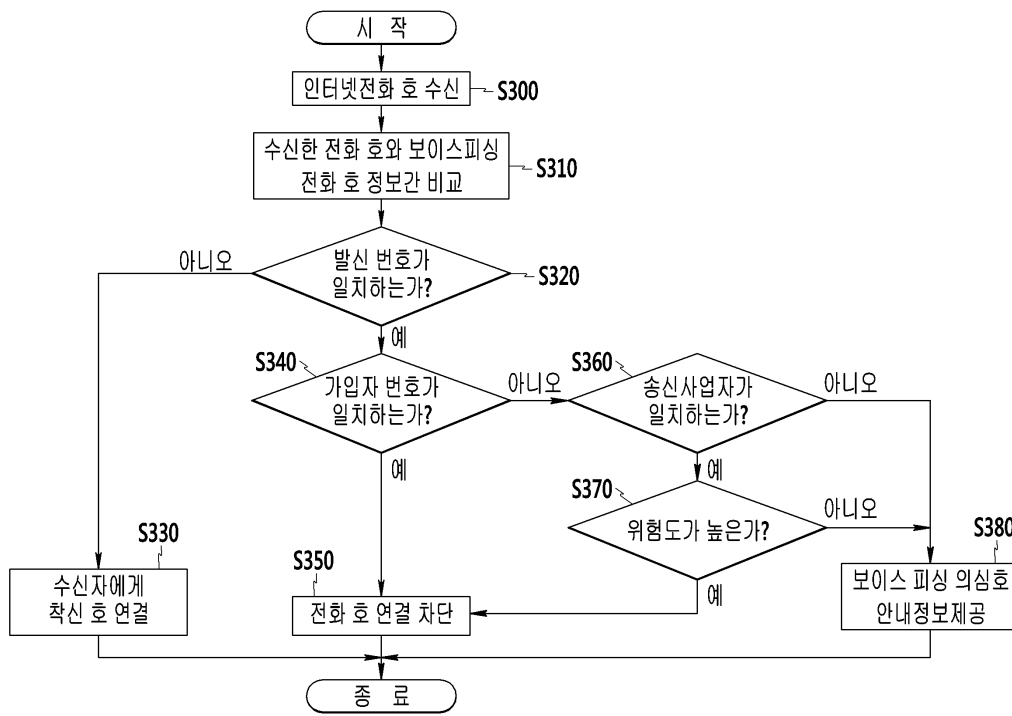 시 작
인터넷전화 호 수신
S300
수신한 전화 호와 보이스피싱
전화 호 정보간 비교
S310
아니오
발신 번호가
일치하는가?
S320
예
S340
가입자 번호가
일치하는가?
아니오
S360
송신사업자가
일치하는가?
아니오
예
예
S370
위험도가 높은가?
아니오
S330
수신자에게
착신 호 연결
S350
전화 호 연결 차단
예
S380
보이스 피싱 의심호
안내정보제공
종 료